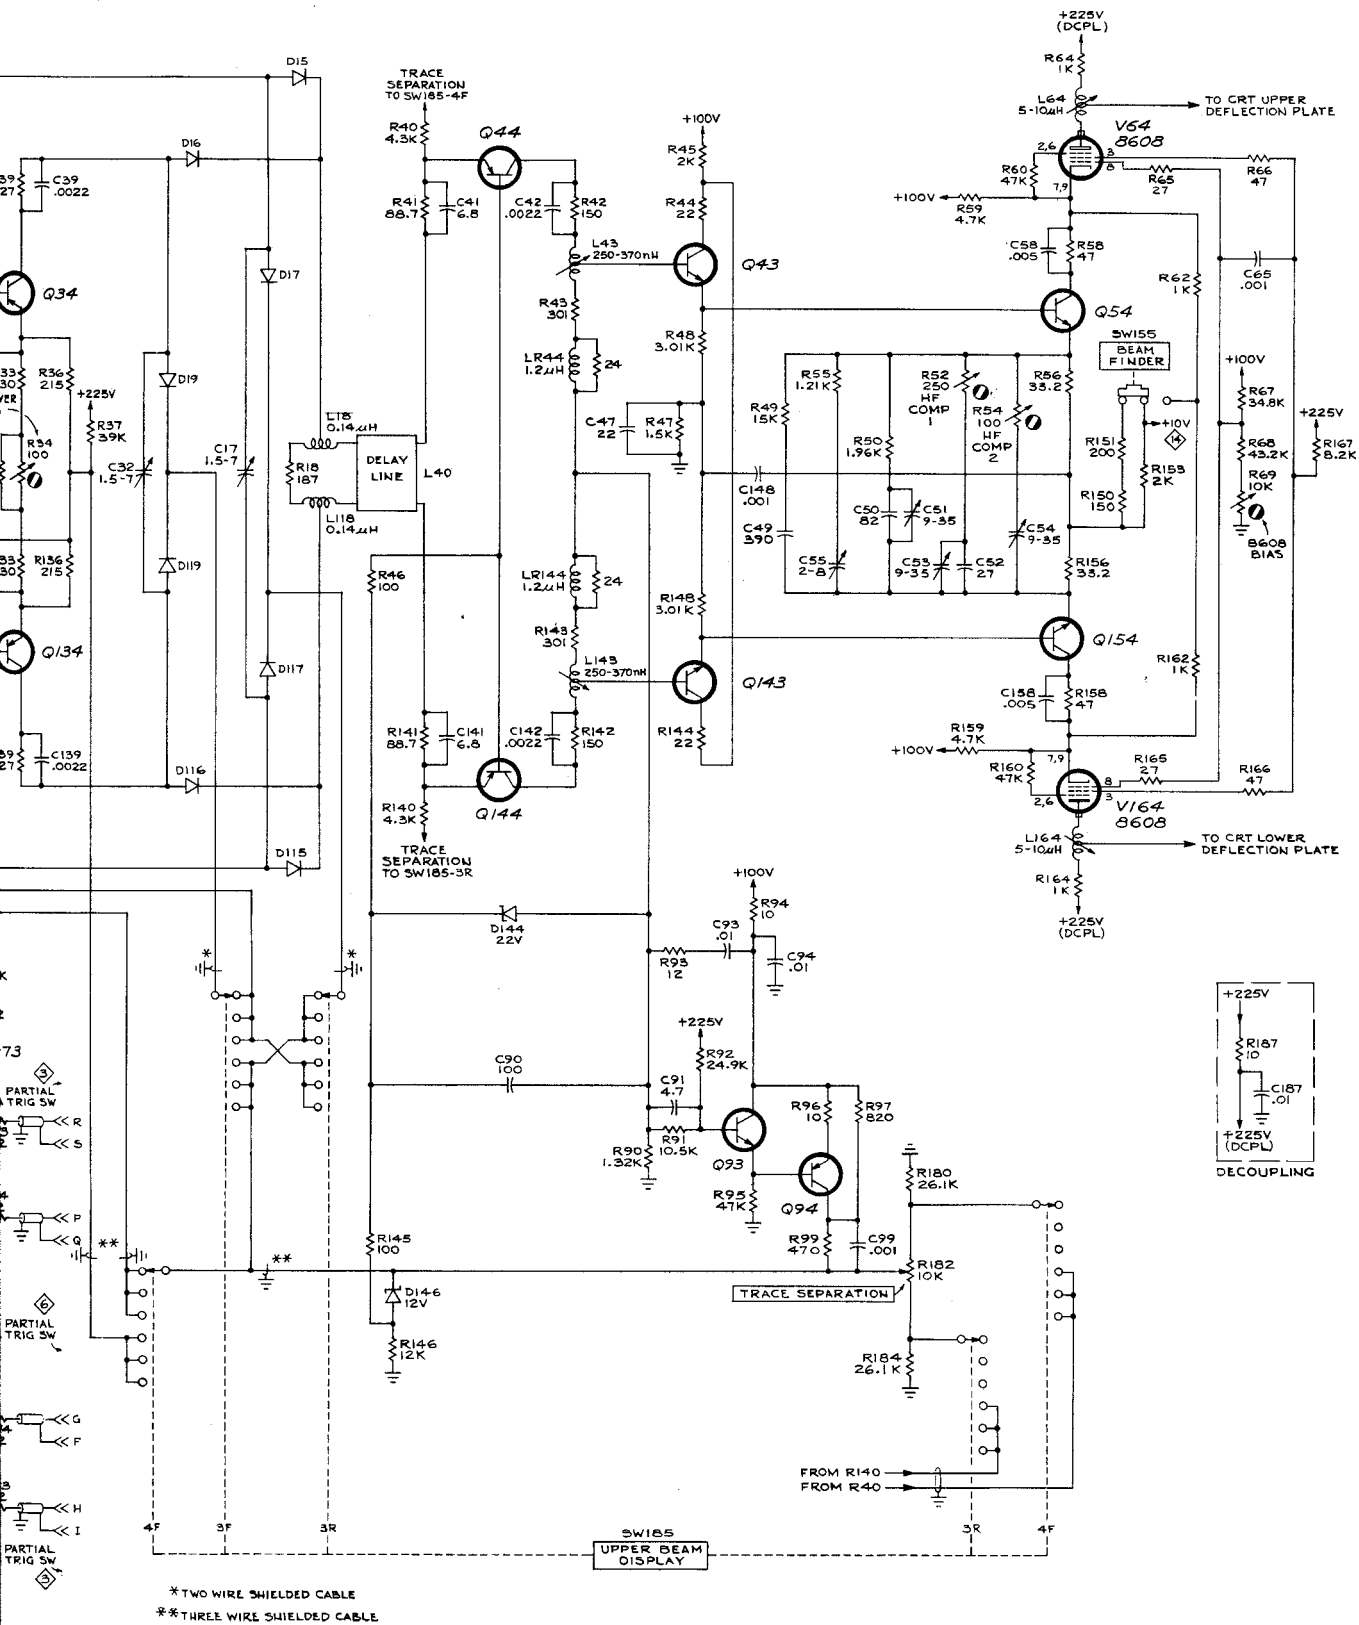 +225V
(DCPL)
R64
1K
L64
5-10µH
TO CRT UPPER
DEFLECTION PLATE
V64
8608
2,6
3
8
7,9
R60
47K
R65
27
R66
47
+100V
R59
4.7K
D15
D16
C39
.0022
Q34
D17
TRACE
SEPARATION
TO SW185-4F
R40
4.3K
Q44
R41
88.7
C41
6.8
C42
.0022
R42
150
L43
250-370nH
R43
301
LR44
1.2µH
24
+100V
R45
2K
R44
22
Q43
R48
3.01K
C58
.005
R58
47
R62
1K
C65
.001
Q54
SW155
BEAM
FINDER
+100V
R67
34.8K
+225V
R68
43.2K
R167
8.2K
R69
10K
8608
BIAS
+10V
14
R151
200
R153
2K
R150
150
R36
215
+225V
R37
39K
D19
R34
100
C32
1.5-7
C17
1.5-7
L18
0.14µH
R18
187
DELAY
LINE
L40
L118
0.14µH
C47
22
R47
1.5K
R49
15K
R55
1.21K
R50
1.96K
R52
250
HF
COMP
1
R54
100
HF
COMP
2
R56
33.2
C148
.001
C49
390
C50
82
C51
9-35
C55
2-8
C53
9-35
C52
27
C54
9-35
R156
33.2
R136
215
D119
R46
100
LR144
1.2µH
24
R148
3.01K
R143
301
L143
250-370nH
Q143
Q154
Q134
D117
R162
1K
C158
.005
R158
47
C139
.0022
D116
R141
88.7
C141
6.8
C142
.0022
R142
150
R144
22
+100V
R159
4.7K
7,9
R160
47K
2,6
R165
27
8
3
R166
47
V164
8608
Q144
R140
4.3K
TRACE
SEPARATION
TO SW185-3R
D115
L164
5-10µH
TO CRT LOWER
DEFLECTION PLATE
R164
1K
+225V
(DCPL)
+100V
R94
10
D144
22V
R93
12
C93
.01
C94
.01
*
*
+225V
R92
24.9K
C90
100
C91
4.7
R91
10.5K
R90
1.32K
Q93
R95
47K
R96
10
R97
820
Q94
R99
470
C99
.001
R180
26.1K
R182
10K
TRACE SEPARATION
R184
26.1K
+225V
R187
10
C187
.01
+225V
(DCPL)
DECOUPLING
3
PARTIAL
TRIG SW
R
S
P
Q
**
**
R145
100
D146
12V
R146
12K
6
PARTIAL
TRIG SW
G
F
H
I
PARTIAL
TRIG SW
3
FROM R140
FROM R40
4F
3F
3R
SW185
UPPER BEAM
DISPLAY
3R
4F
* TWO WIRE SHIELDED CABLE
** THREE WIRE SHIELDED CABLE